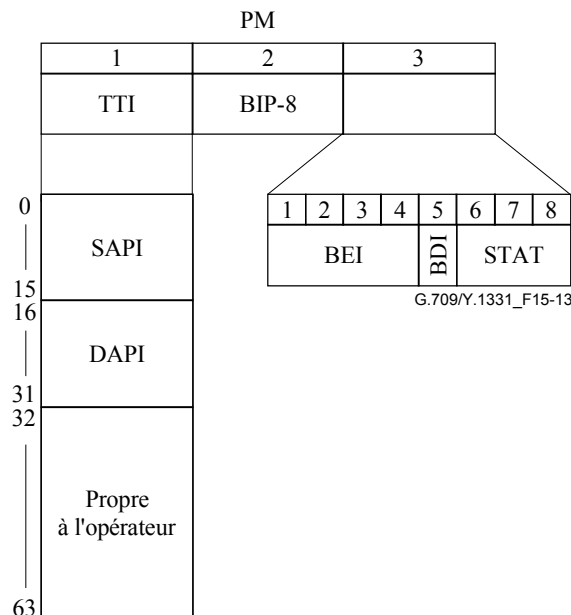 PM
1 2 3
TTI BIP-8
0
SAPI
15
16
DAPI
31
32
Propre
à l'opérateur
63
1 2 3 4 5 6 7 8
BEI BDI STAT
G.709/Y.1331_F15-13